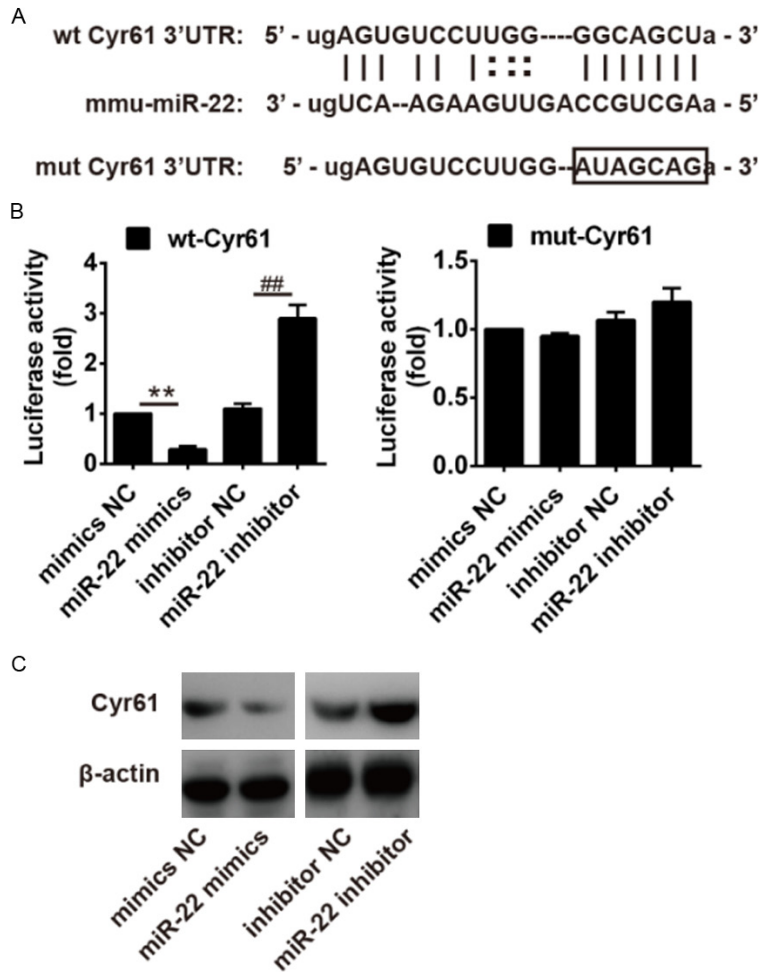 A
wt Cyr61 3'UTR: 5' - ugAGUGUCCUUGG----GGCAGCUa - 3'
mmu-miR-22: 3' - ugUCA--AGAAGUUGACCGUCGAa - 5'
mut Cyr61 3'UTR: 5' - ugAGUGUCCUUGG--AUAGCAGa - 3'
B
wt-Cyr61
Luciferase activity
(fold)
4
3
2
1
0
**
##
mimics NC
miR-22 mimics
inhibitor NC
miR-22 inhibitor
mut-Cyr61
Luciferase activity
(fold)
1.5
1.0
0.5
0.0
mimics NC
miR-22 mimics
inhibitor NC
miR-22 inhibitor
C
Cyr61
β-actin
mimics NC
miR-22 mimics
inhibitor NC
miR-22 inhibitor